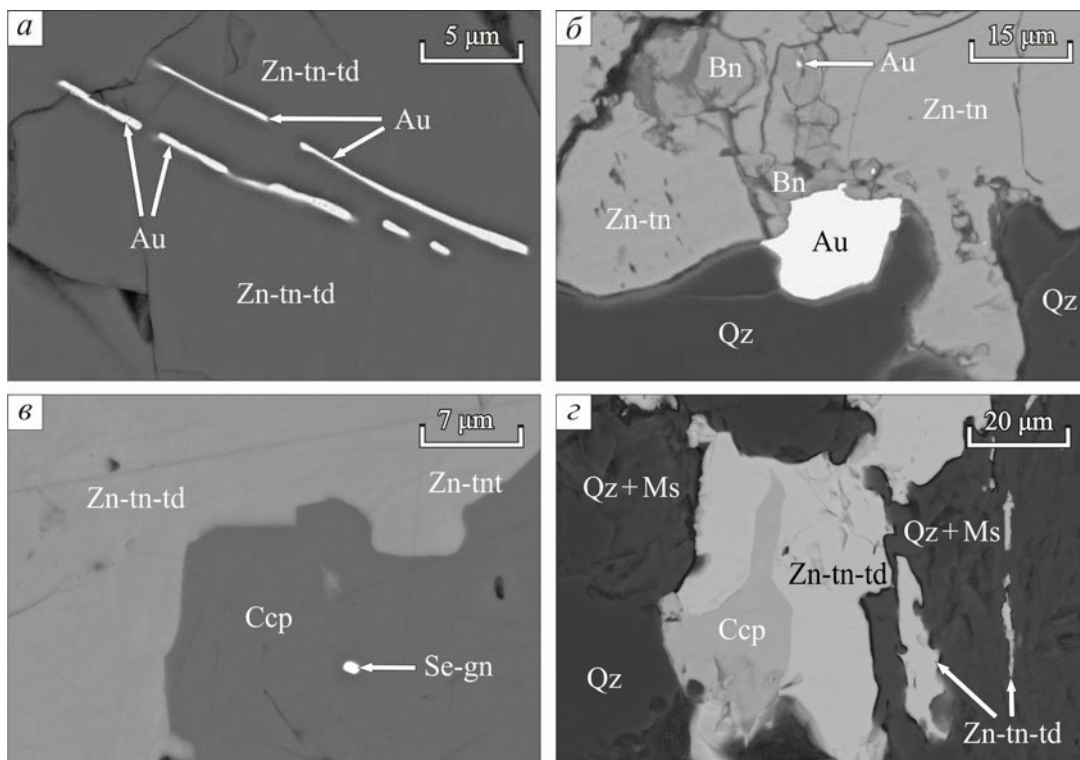 а
5 μm
Zn-tn-td
Au
Au
Zn-tn-td
б
15 μm
Bn
Au
Zn-tn
Bn
Zn-tn
Au
Qz
Qz
в
7 μm
Zn-tn-td
Zn-tnt
Ccp
Se-gn
г
20 μm
Qz + Ms
Qz + Ms
Zn-tn-td
Ccp
Qz
Zn-tn-td